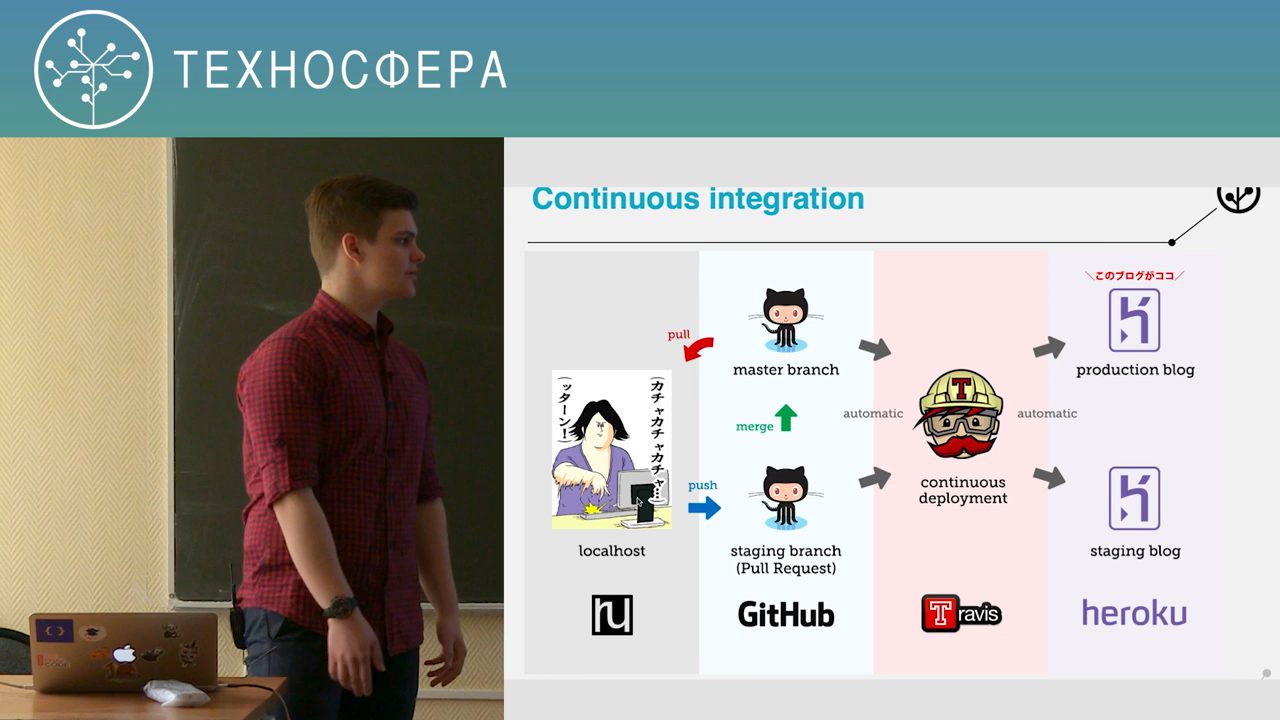 ТЕХНОСФЕРА
Continuous integration
＼このブログがココ／
pull
master branch
production blog
カチャカチャカチャ…
ッターン！
merge
automatic
automatic
push
continuous
deployment
localhost
staging branch
(Pull Request)
staging blog
GitHub
Travis
heroku